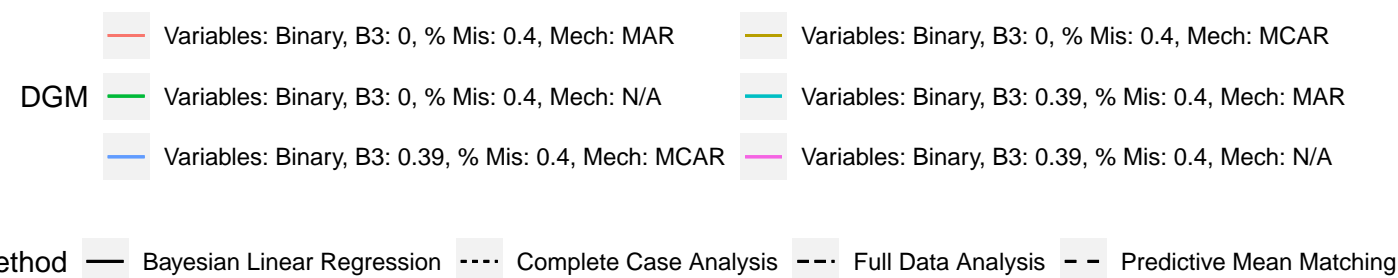 Variables: Binary, B3: 0, % Mis: 0.4, Mech: MAR Variables: Binary, B3: 0, % Mis: 0.4, Mech: MCAR
DGM Variables: Binary, B3: 0, % Mis: 0.4, Mech: N/A Variables: Binary, B3: 0.39, % Mis: 0.4, Mech: MAR
Variables: Binary, B3: 0.39, % Mis: 0.4, Mech: MCAR Variables: Binary, B3: 0.39, % Mis: 0.4, Mech: N/A
ethod Bayesian Linear Regression Complete Case Analysis Full Data Analysis Predictive Mean Matching